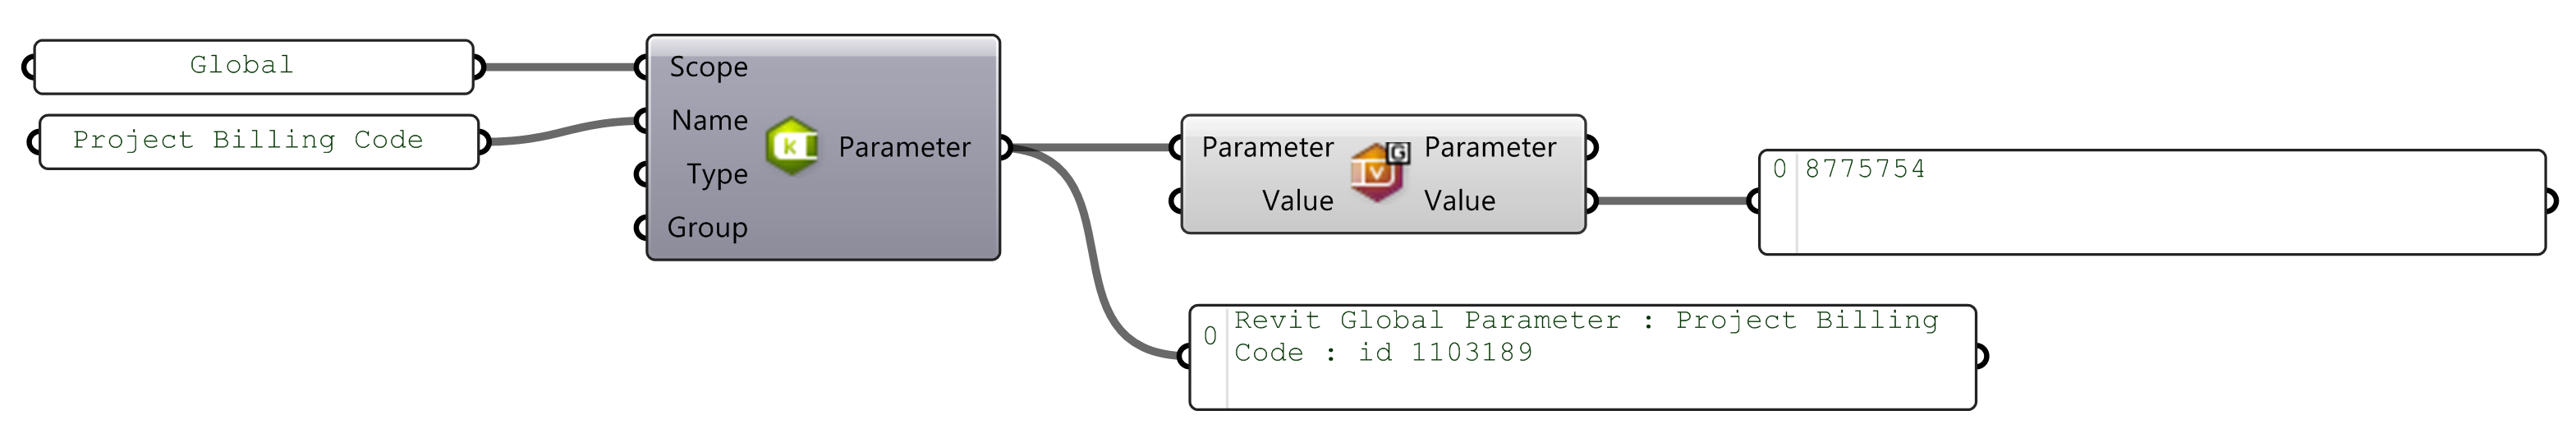 Global
Project Billing Code
Scope
Name
Type
Group
K
Parameter
Parameter
Value
V
G
Parameter
Value
0 8775754
0
Revit Global Parameter : Project Billing
Code : id 1103189